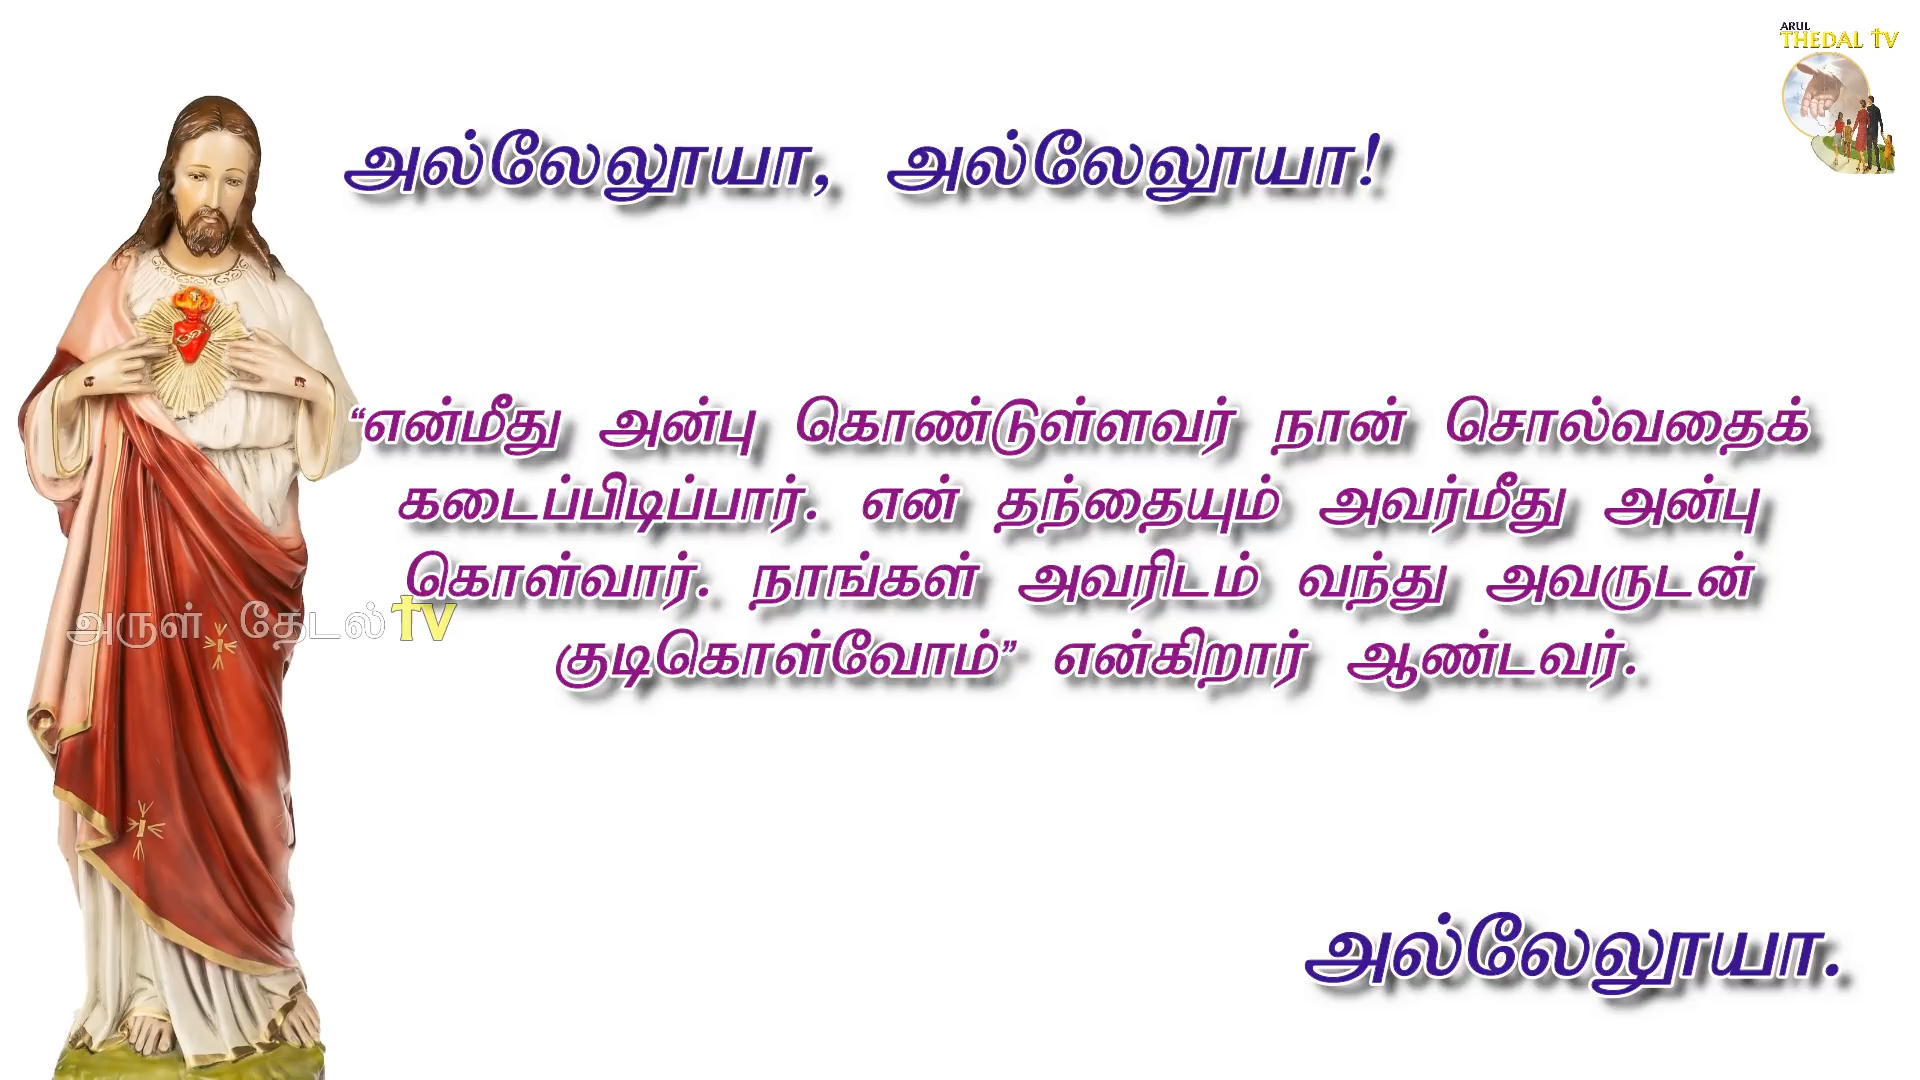 ARUL
THEDAL TV
அல்லேலூயா, அல்லேலூயா!
“என்மீது அன்பு கொண்டுள்ளவர் நான் சொல்வதைக்
கடைப்பிடிப்பார். என் தந்தையும் அவர்மீது அன்பு
கொள்வார். நாங்கள் அவரிடம் வந்து அவருடன்
அருள் தேடல் TV
குடிகொள்வோம்” என்கிறார் ஆண்டவர்.
அல்லேலூயா.